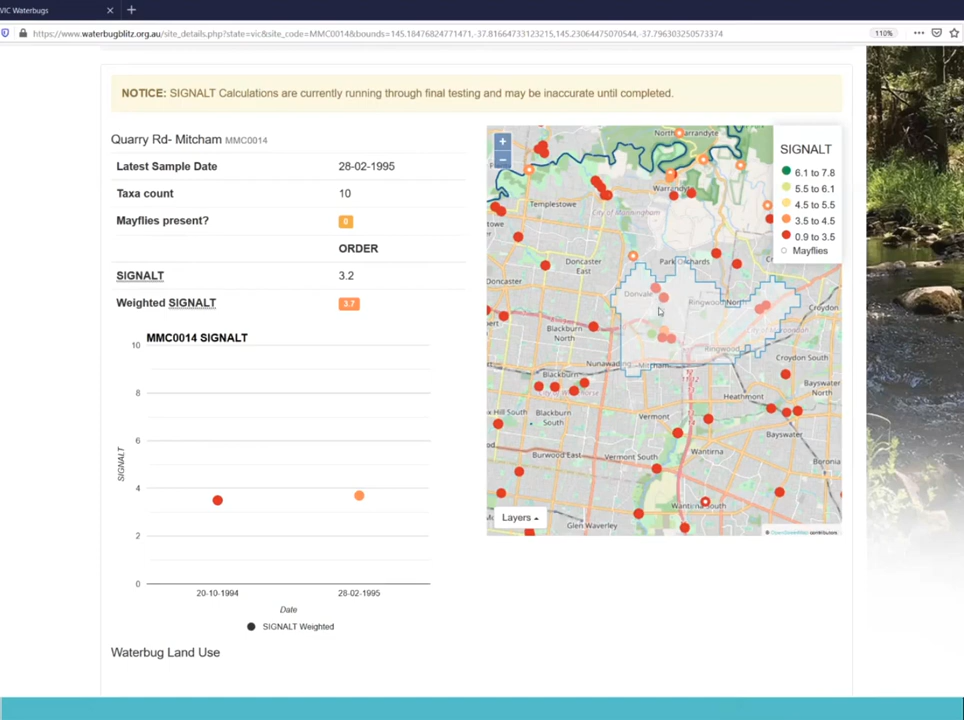 VIC Waterbugs
https://www.waterbugblitz.org.au/site_details.php?state=vic&site_code=MMC0014&bounds=145.18476824771471,-37.81664733123215,145.23064475070544,-37.796303250573374
110%
NOTICE: SIGNALT Calculations are currently running through final testing and may be inaccurate until completed.
Quarry Rd- Mitcham MMC0014
Latest Sample Date 28-02-1995
Taxa count 10
Mayflies present? 0
ORDER
SIGNALT 3.2
Weighted SIGNALT 3.7
MMC0014 SIGNALT
10
8
6
4
2
0
SIGNALT
20-10-1994
28-02-1995
Date
SIGNALT Weighted
+
−
North Warrandyte
Warrandyte
Templestowe
City of Manningham
Doncaster East
Park Orchards
Doncaster
Donvale
Ringwood North
Croydon
Blackburn North
Nunawading
Mitcham
Ringwood
Croydon South
Blackburn
Heathmont
Bayswater North
Blackburn South
Vermont
Bayswater
Wantirna
Burwood East
Vermont South
Boronia
Wantirna South
Glen Waverley
Layers
© OpenStreetMap contributors.
SIGNALT
6.1 to 7.8
5.5 to 6.1
4.5 to 5.5
3.5 to 4.5
0.9 to 3.5
Mayflies
Waterbug Land Use